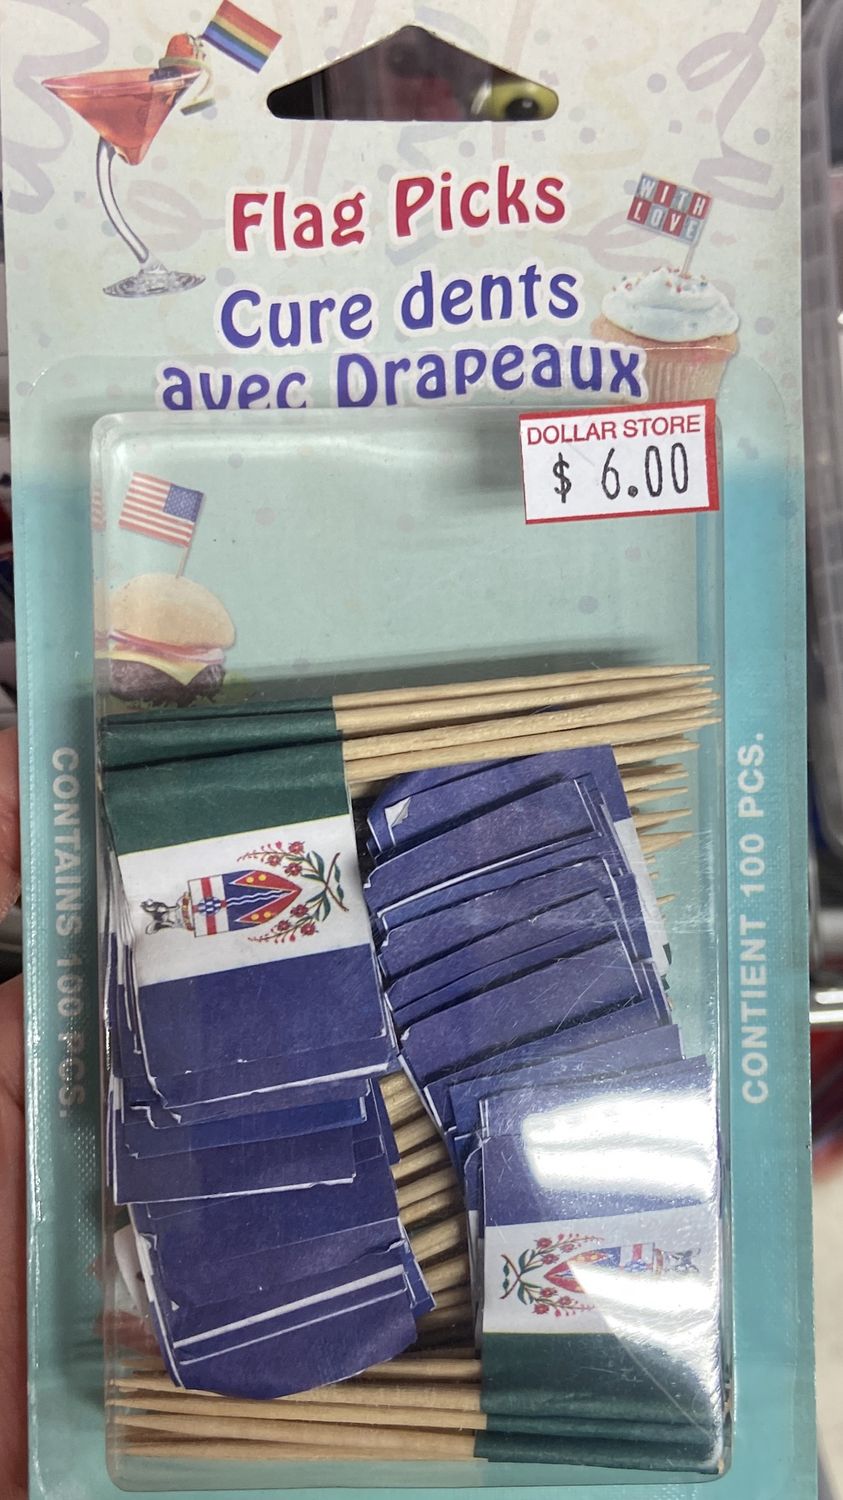 Flag Picks
WITH
LOVE
Cure dents
avec Drapeaux
DOLLAR STORE
$ 6.00
CONTAINS 100 PCS.
CONTIENT 100 PCS.